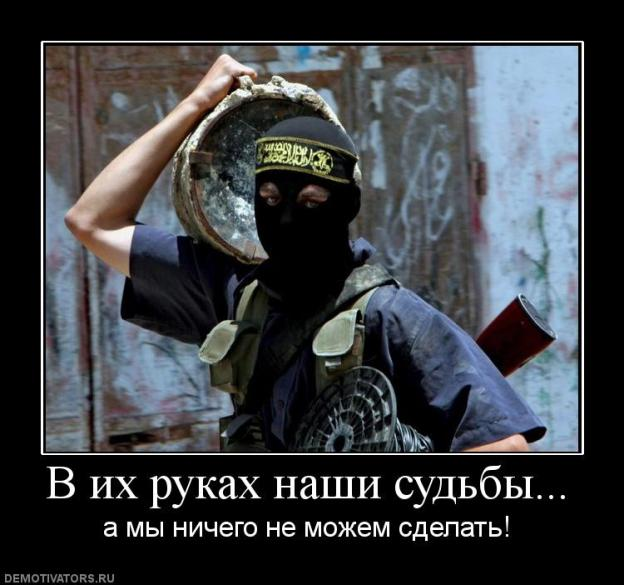 В их руках наши судьбы...
а мы ничего не можем сделать!
DEMOTIVATORS.RU